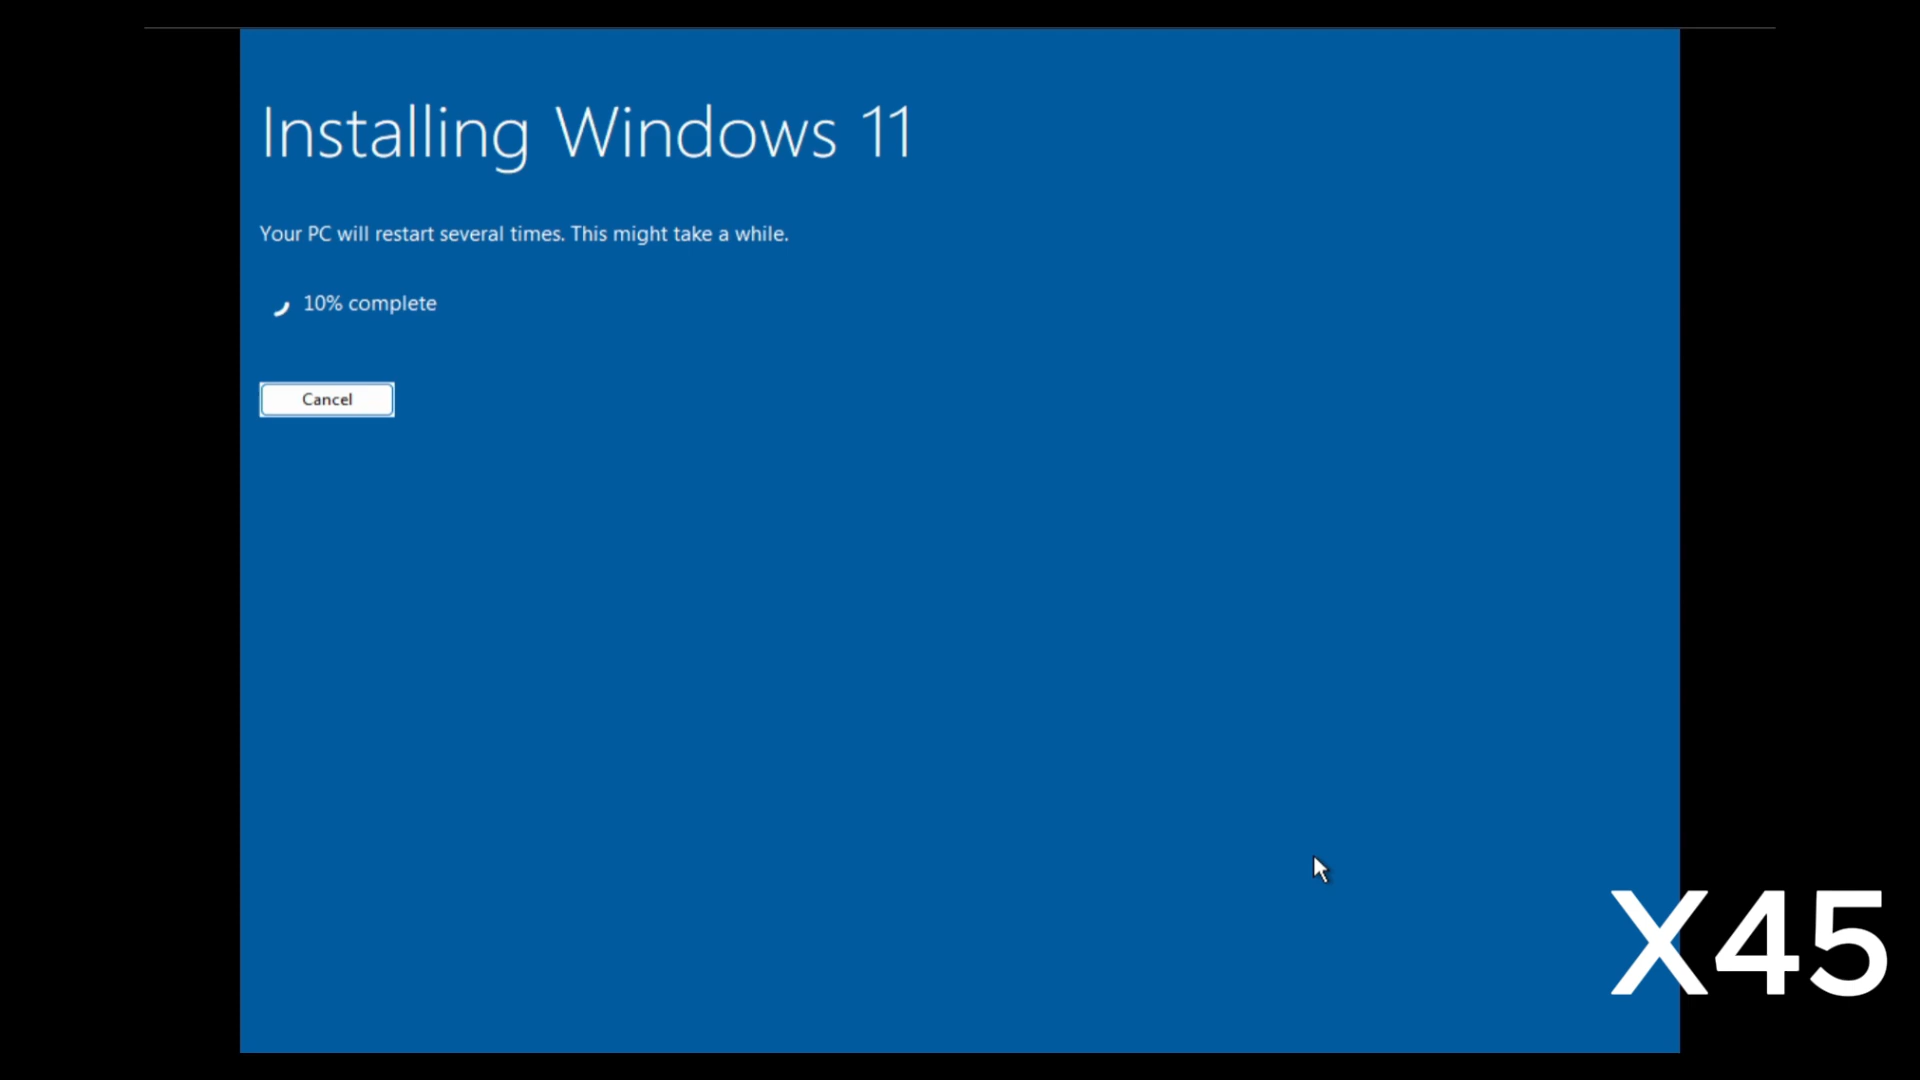 Installing Windows 11
Your PC will restart several times. This might take a while.
10% complete
Cancel
X45